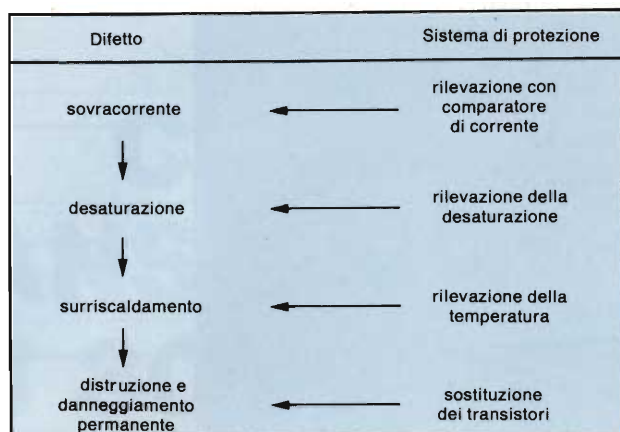 Difetto
Sistema di protezione
sovracorrente
rilevazione con
comparatore
di corrente
desaturazione
rilevazione della
desaturazione
surriscaldamento
rilevazione della
temperatura
distruzione e
danneggiamento
permanente
sostituzione
dei transistori